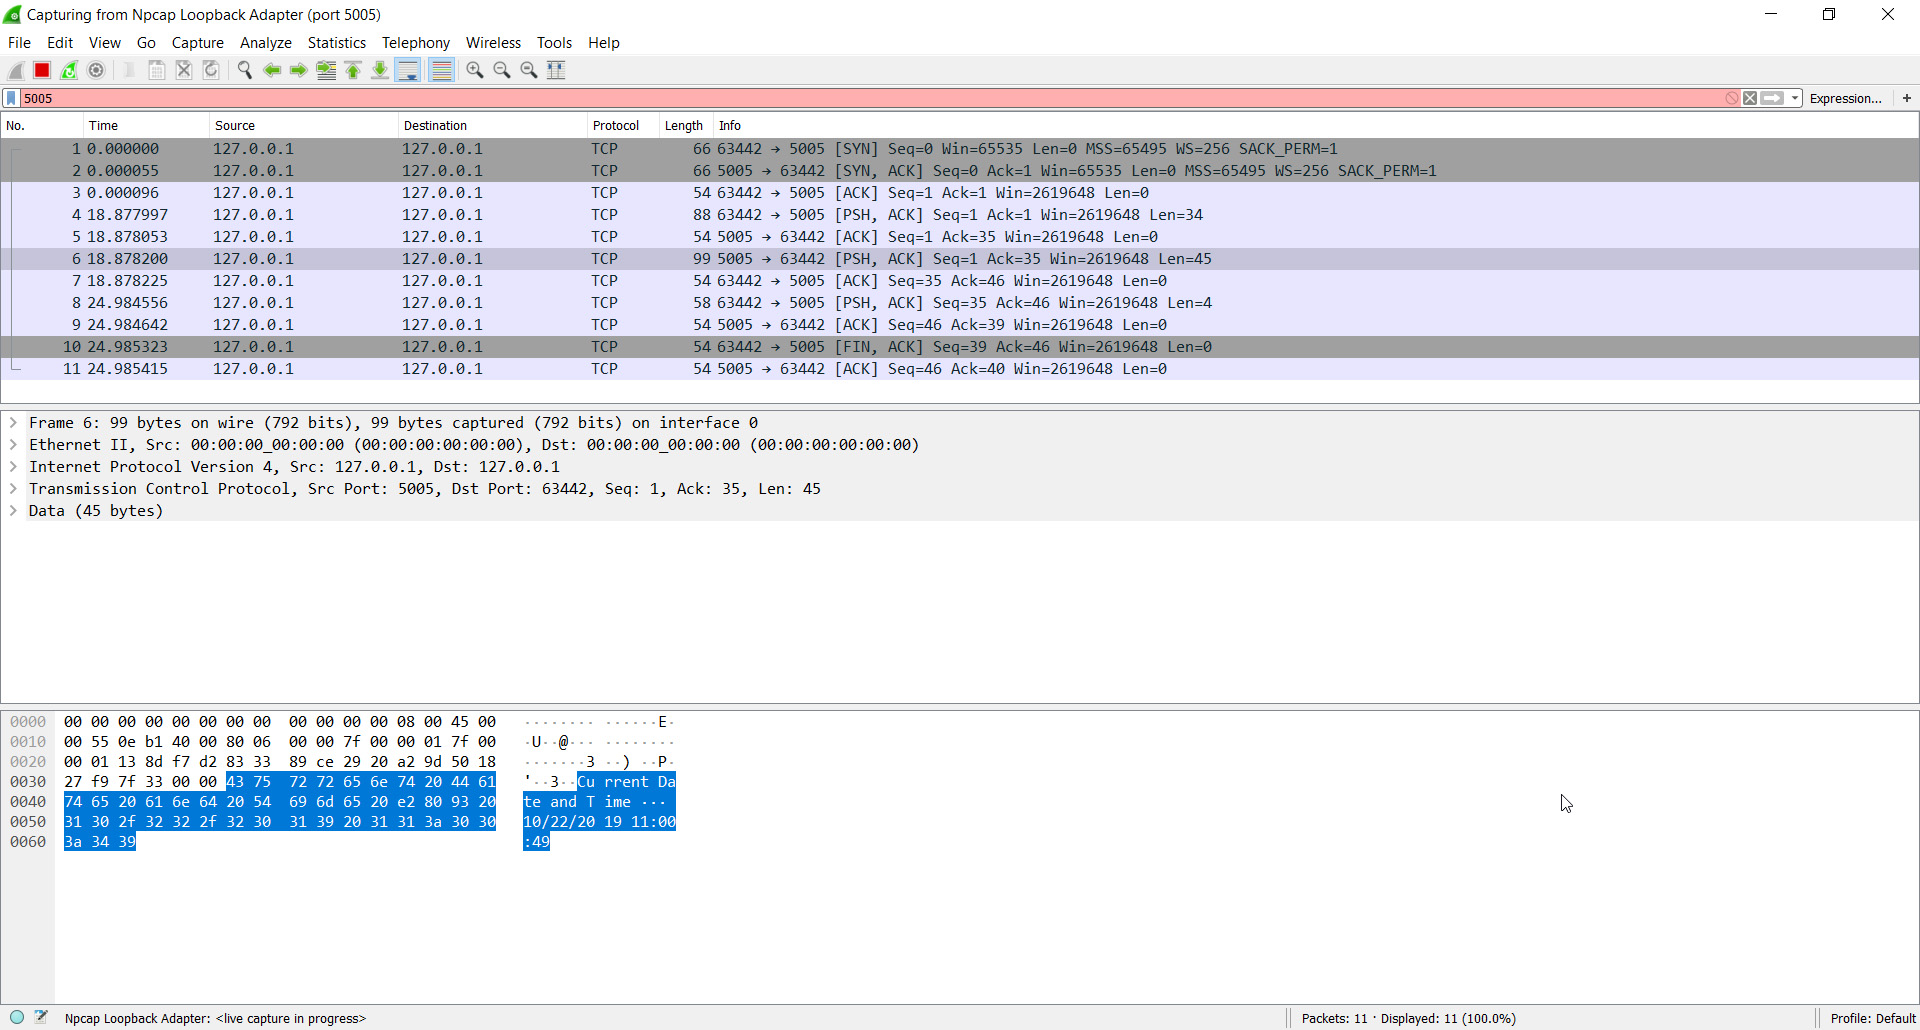 Capturing from Npcap Loopback Adapter (port 5005)
File Edit View Go Capture Analyze Statistics Telephony Wireless Tools Help
5005 Expression... +
No. Time Source Destination Protocol Length Info
1 0.000000 127.0.0.1 127.0.0.1 TCP 66 63442 → 5005 [SYN] Seq=0 Win=65535 Len=0 MSS=65495 WS=256 SACK_PERM=1
2 0.000055 127.0.0.1 127.0.0.1 TCP 66 5005 → 63442 [SYN, ACK] Seq=0 Ack=1 Win=65535 Len=0 MSS=65495 WS=256 SACK_PERM=1
3 0.000096 127.0.0.1 127.0.0.1 TCP 54 63442 → 5005 [ACK] Seq=1 Ack=1 Win=2619648 Len=0
4 18.877997 127.0.0.1 127.0.0.1 TCP 88 63442 → 5005 [PSH, ACK] Seq=1 Ack=1 Win=2619648 Len=34
5 18.878053 127.0.0.1 127.0.0.1 TCP 54 5005 → 63442 [ACK] Seq=1 Ack=35 Win=2619648 Len=0
6 18.878200 127.0.0.1 127.0.0.1 TCP 99 5005 → 63442 [PSH, ACK] Seq=1 Ack=35 Win=2619648 Len=45
7 18.878225 127.0.0.1 127.0.0.1 TCP 54 63442 → 5005 [ACK] Seq=35 Ack=46 Win=2619648 Len=0
8 24.984556 127.0.0.1 127.0.0.1 TCP 58 63442 → 5005 [PSH, ACK] Seq=35 Ack=46 Win=2619648 Len=4
9 24.984642 127.0.0.1 127.0.0.1 TCP 54 5005 → 63442 [ACK] Seq=46 Ack=39 Win=2619648 Len=0
10 24.985323 127.0.0.1 127.0.0.1 TCP 54 63442 → 5005 [FIN, ACK] Seq=39 Ack=46 Win=2619648 Len=0
11 24.985415 127.0.0.1 127.0.0.1 TCP 54 5005 → 63442 [ACK] Seq=46 Ack=40 Win=2619648 Len=0
Frame 6: 99 bytes on wire (792 bits), 99 bytes captured (792 bits) on interface 0
Ethernet II, Src: 00:00:00_00:00:00 (00:00:00:00:00:00), Dst: 00:00:00_00:00:00 (00:00:00:00:00:00)
Internet Protocol Version 4, Src: 127.0.0.1, Dst: 127.0.0.1
Transmission Control Protocol, Src Port: 5005, Dst Port: 63442, Seq: 1, Ack: 35, Len: 45
Data (45 bytes)
0000 00 00 00 00 00 00 00 00 00 00 00 00 08 00 45 00 ········ ······E·
0010 00 55 0e b1 40 00 80 06 00 00 7f 00 00 01 7f 00 ·U··@··· ········
0020 00 01 13 8d f7 d2 83 33 89 ce 29 20 a2 9d 50 18 ·······3 ··) ··P·
0030 27 f9 7f 33 00 00 43 75 72 72 65 6e 74 20 44 61 '··3··Cu rrent Da
0040 74 65 20 61 6e 64 20 54 69 6d 65 20 e2 80 93 20 te and T ime ···
0050 31 30 2f 32 32 2f 32 30 31 39 20 31 31 3a 30 30 10/22/20 19 11:00
0060 3a 34 39 :49
Npcap Loopback Adapter: <live capture in progress> Packets: 11 · Displayed: 11 (100.0%) Profile: Default